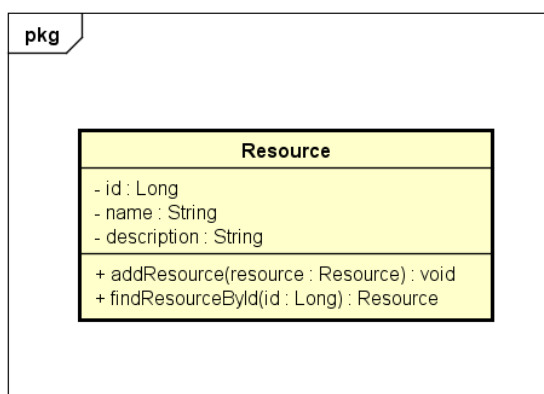 pkg
Resource
- id : Long
- name : String
- description : String
+ addResource(resource : Resource) : void
+ findResourceById(id : Long) : Resource